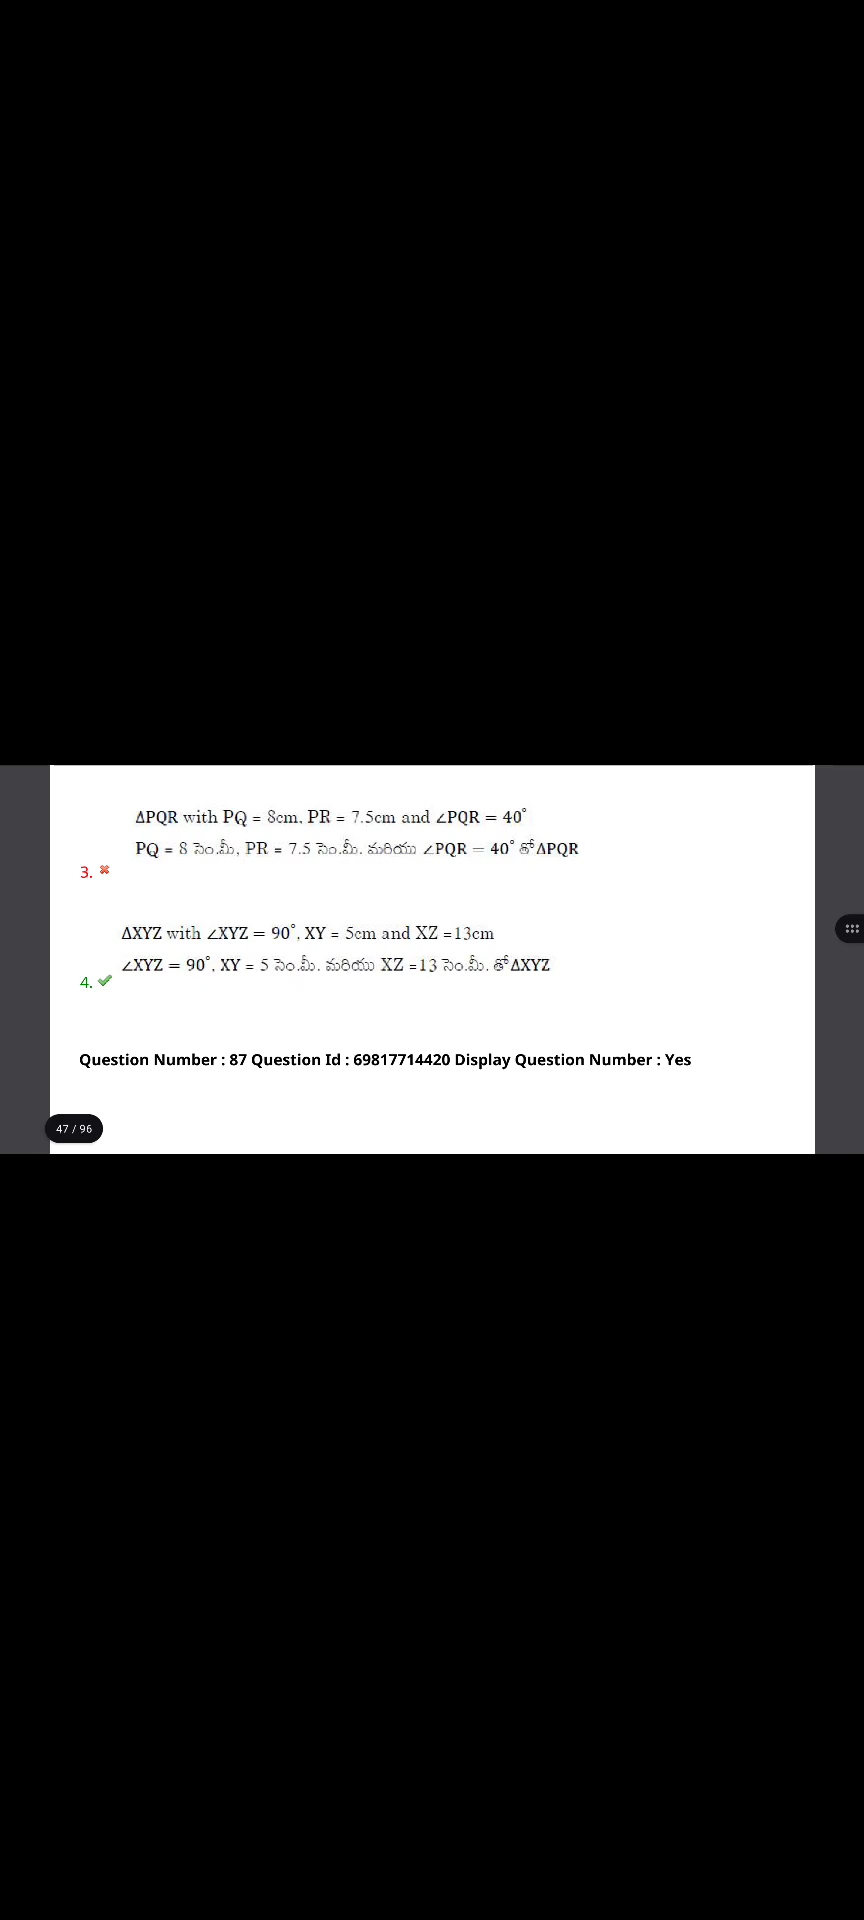 ΔPQR with PQ = 8cm, PR = 7.5cm and ∠PQR = 40°
PQ = 8 సెం.మీ, PR = 7.5 సెం.మీ. మరియు ∠PQR = 40° తో ΔPQR
3. ✖
ΔXYZ with ∠XYZ = 90°, XY = 5cm and XZ =13cm
∠XYZ = 90°, XY = 5 సెం.మీ. మరియు XZ =13 సెం.మీ. తో ΔXYZ
4. ✔
Question Number : 87 Question Id : 69817714420 Display Question Number : Yes
47 / 96